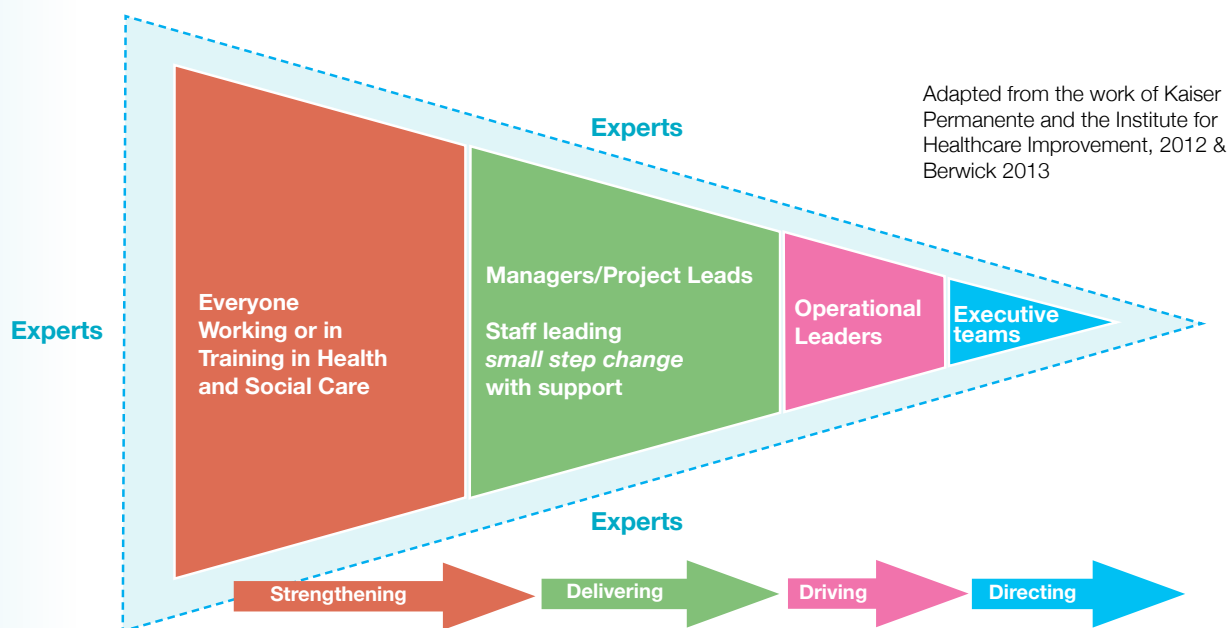 Adapted from the work of Kaiser
Permanente and the Institute for
Healthcare Improvement, 2012 &
Berwick 2013
Experts
Experts
Everyone
Working or in
Training in Health
and Social Care
Managers/Project Leads
Staff leading
small step change
with support
Operational
Leaders
Executive
teams
Experts
Strengthening
Delivering
Driving
Directing